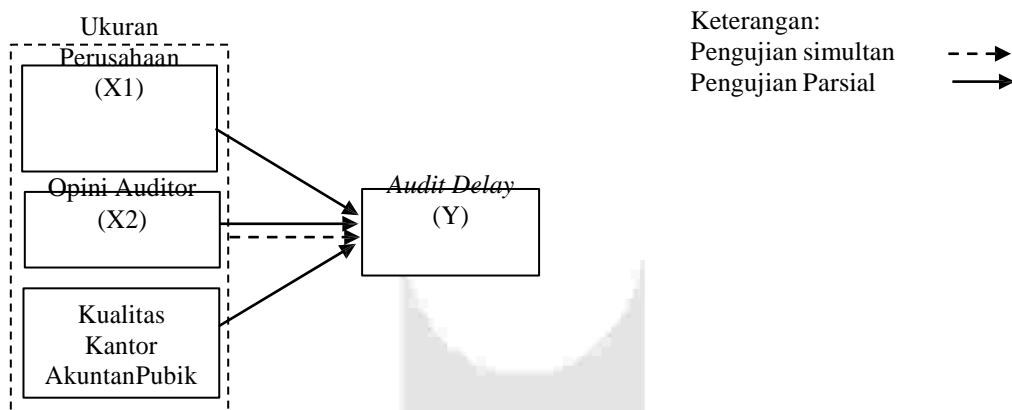 Ukuran
Perusahaan
(X1)
Opini Auditor
(X2)
Kualitas
Kantor
AkuntanPubik
Audit Delay
(Y)
Keterangan:
Pengujian simultan
Pengujian Parsial